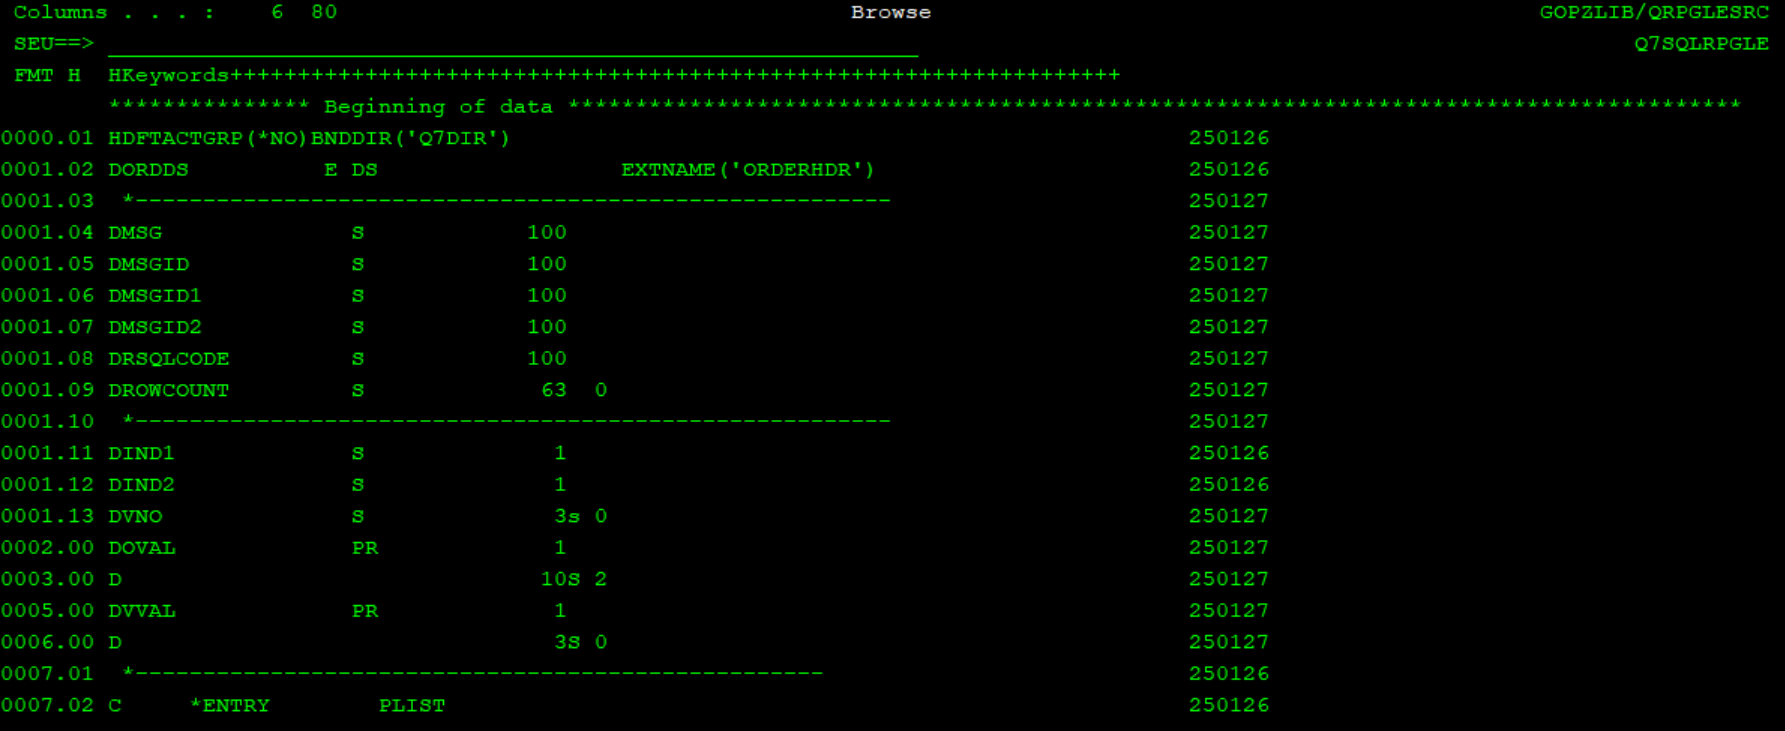 Columns . . . :    6  80                                      Browse                                              GOPZLIB/QRPGLESRC
SEU==> ____________________________________________________________                                                     Q7SQLRPGLE
FMT H  HKeywords++++++++++++++++++++++++++++++++++++++++++++++++++++++++++++++++++
        *************** Beginning of data ***************************************************************************************
0000.01 HDFTACTGRP(*NO)BNDDIR('Q7DIR')                                                  250126
0001.02 DORDDS          E DS                  EXTNAME('ORDERHDR')                       250126
0001.03  *--------------------------------------------------------                      250127
0001.04 DMSG              S            100                                              250127
0001.05 DMSGID            S            100                                              250127
0001.06 DMSGID1           S            100                                              250127
0001.07 DMSGID2           S            100                                              250127
0001.08 DRSQLCODE         S            100                                              250127
0001.09 DROWCOUNT         S             63  0                                           250127
0001.10  *--------------------------------------------------------                      250127
0001.11 DIND1             S              1                                              250126
0001.12 DIND2             S              1                                              250126
0001.13 DVNO              S              3s 0                                           250127
0002.00 DOVAL             PR             1                                              250127
0003.00 D                               10S 2                                           250127
0005.00 DVVAL             PR             1                                              250127
0006.00 D                                3S 0                                           250127
0007.01  *---------------------------------------------------                           250126
0007.02 C     *ENTRY        PLIST                                                       250126